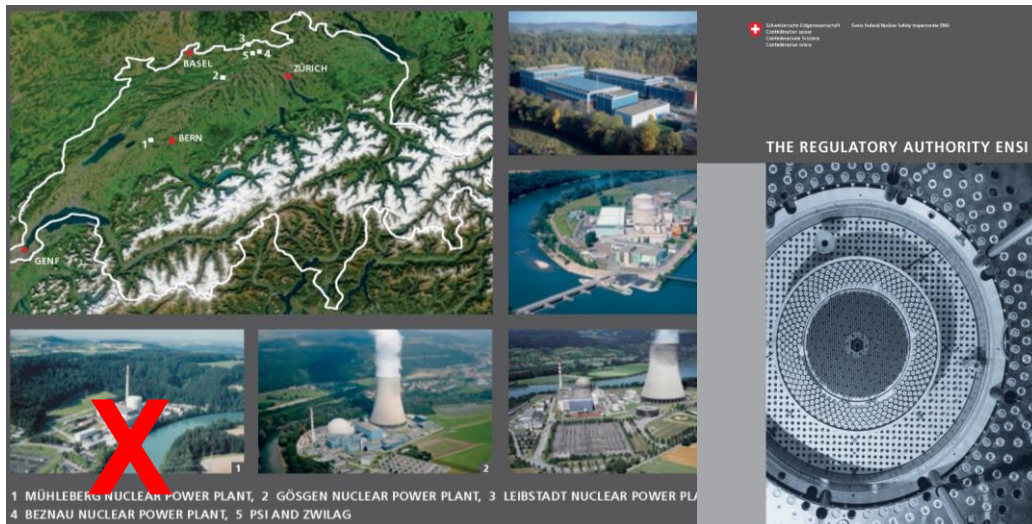 BASEL
3
5
4
2
ZÜRICH
1
BERN
GENF
1
2
1 MÜHLEBERG NUCLEAR POWER PLANT, 2 GÖSGEN NUCLEAR POWER PLANT, 3 LEIBSTADT NUCLEAR POWER PLA
4 BEZNAU NUCLEAR POWER PLANT, 5 PSI AND ZWILAG
Schweizerische Eidgenossenschaft
Confédération suisse
Confederazione Svizzera
Confederaziun svizra
Swiss Federal Nuclear Safety Inspectorate ENSI
THE REGULATORY AUTHORITY ENSI
X